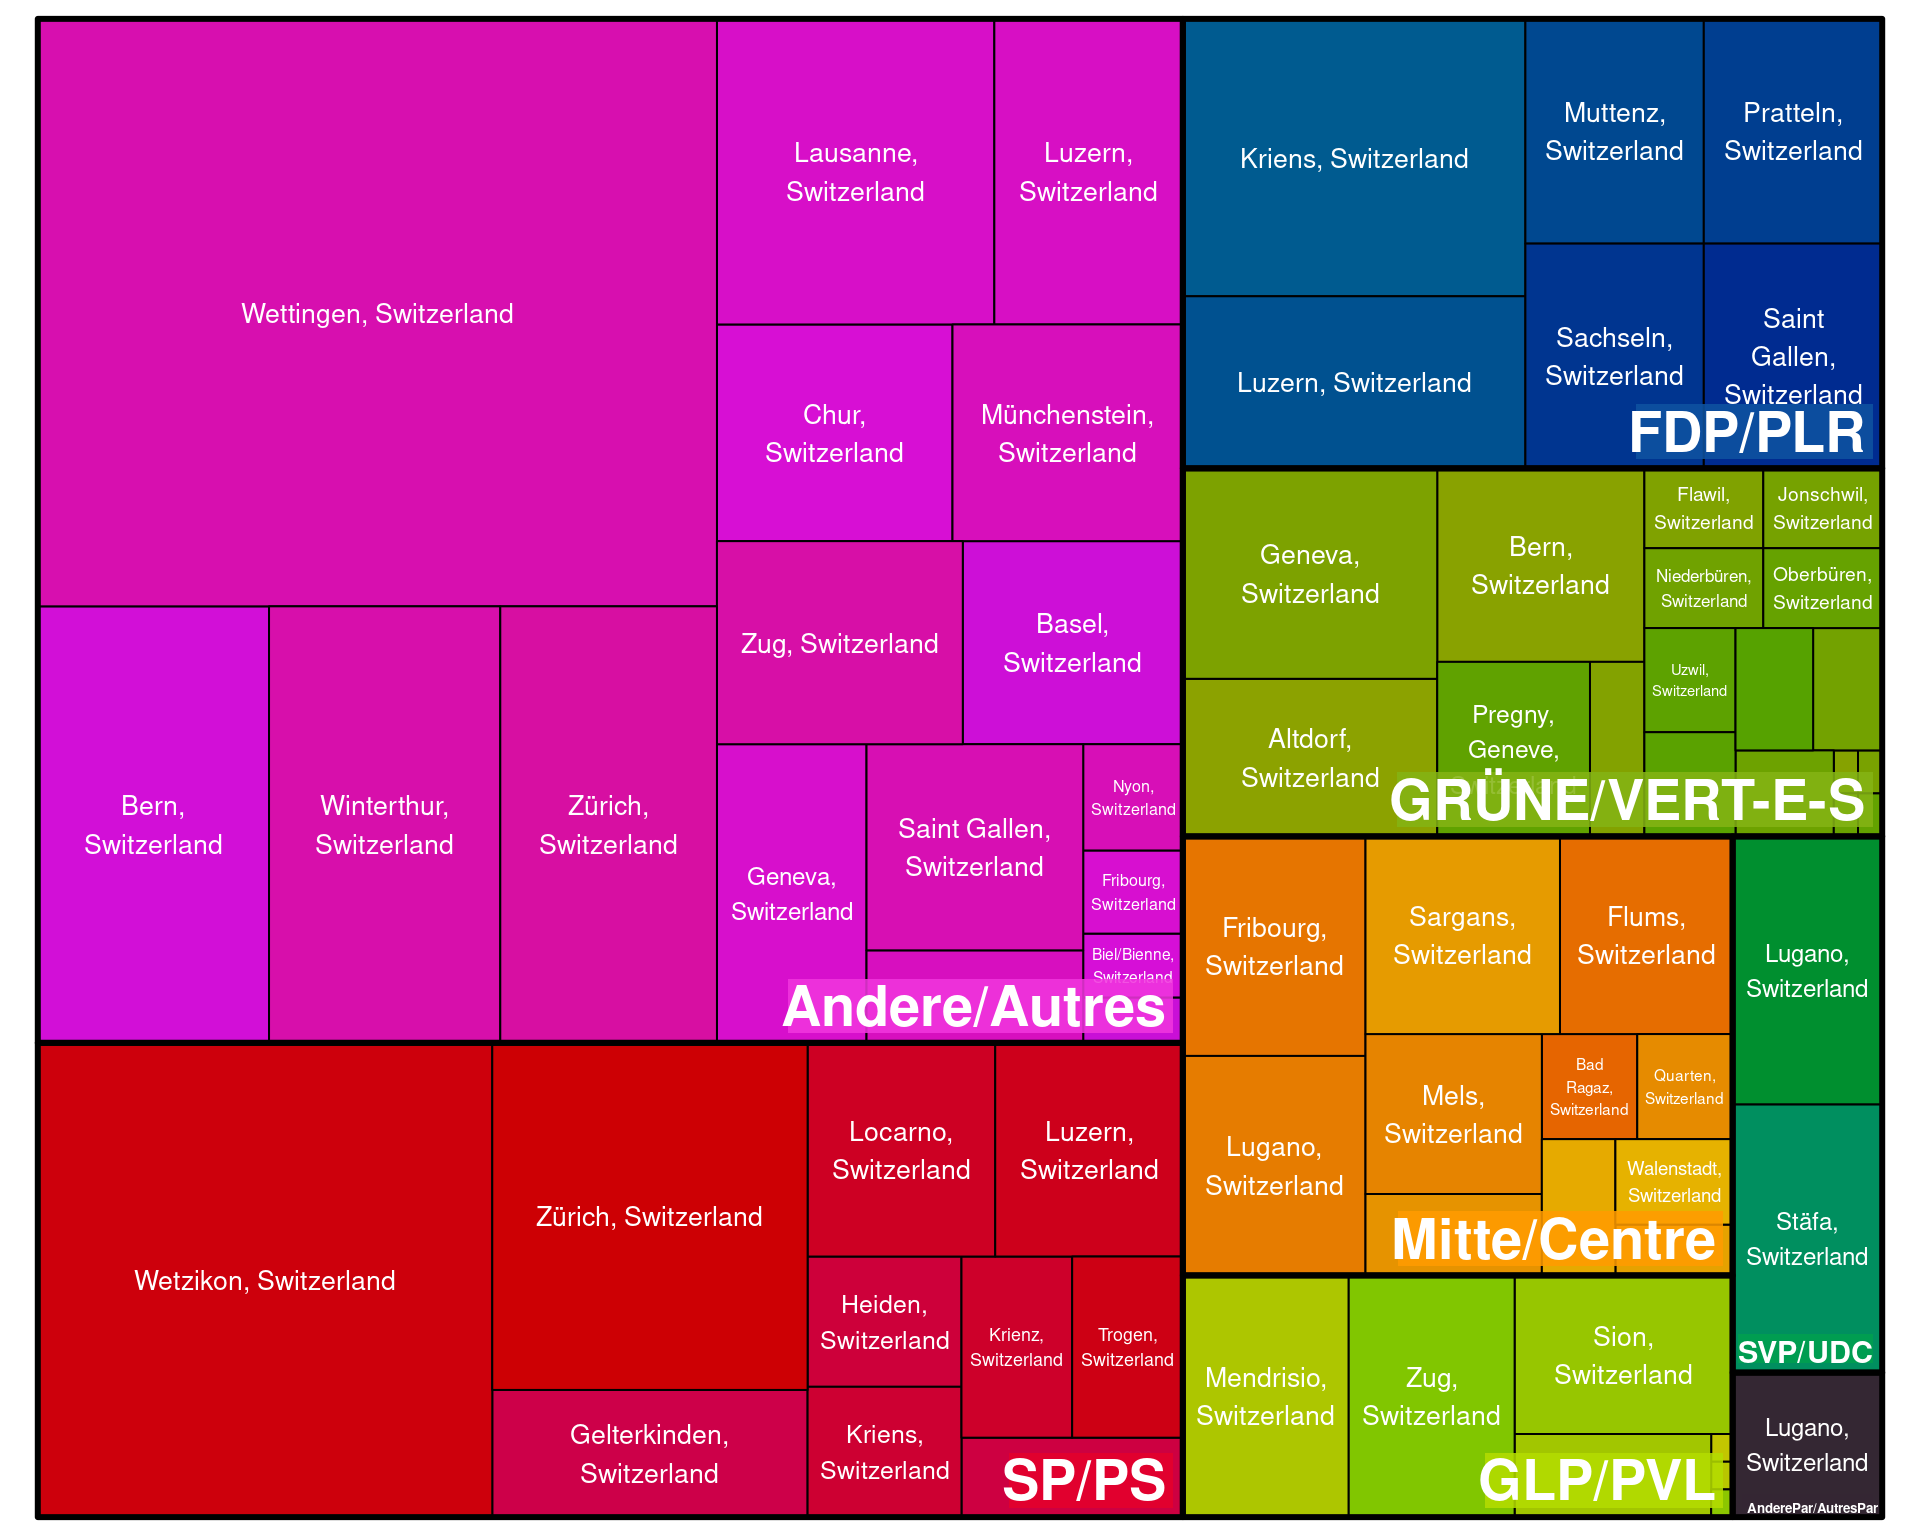 Wettingen, Switzerland
Lausanne,
Switzerland
Luzern,
Switzerland
Chur,
Switzerland
Münchenstein,
Switzerland
Zug, Switzerland
Basel,
Switzerland
Bern,
Switzerland
Winterthur,
Switzerland
Zürich,
Switzerland
Geneva,
Switzerland
Saint Gallen,
Switzerland
Nyon,
Switzerland
Fribourg,
Switzerland
Biel/Bienne,
Switzerland
Andere/Autres
Wetzikon, Switzerland
Zürich, Switzerland
Gelterkinden,
Switzerland
Locarno,
Switzerland
Luzern,
Switzerland
Heiden,
Switzerland
Krienz,
Switzerland
Trogen,
Switzerland
Kriens,
Switzerland
SP/PS
Kriens, Switzerland
Luzern, Switzerland
Muttenz,
Switzerland
Pratteln,
Switzerland
Sachseln,
Switzerland
Saint
Gallen,
Switzerland
FDP/PLR
Geneva,
Switzerland
Altdorf,
Switzerland
Bern,
Switzerland
Pregny,
Geneve,
Switzerland
Flawil,
Switzerland
Jonschwil,
Switzerland
Niederbüren,
Switzerland
Oberbüren,
Switzerland
Uzwil,
Switzerland
GRÜNE/VERT-E-S
Fribourg,
Switzerland
Lugano,
Switzerland
Sargans,
Switzerland
Flums,
Switzerland
Mels,
Switzerland
Bad
Ragaz,
Switzerland
Quarten,
Switzerland
Walenstadt,
Switzerland
Mitte/Centre
Lugano,
Switzerland
Stäfa,
Switzerland
SVP/UDC
Mendrisio,
Switzerland
Zug,
Switzerland
Sion,
Switzerland
GLP/PVL
Lugano,
Switzerland
AnderePar/AutresPar